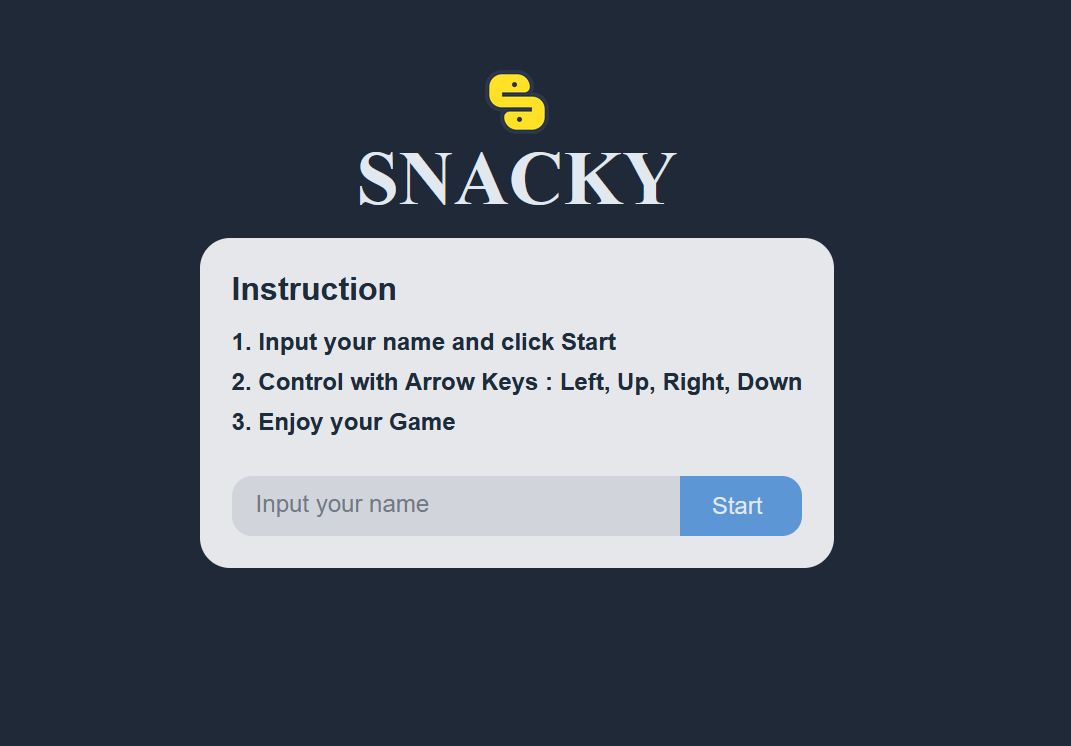 SNACKY
Instruction
1. Input your name and click Start
2. Control with Arrow Keys : Left, Up, Right, Down
3. Enjoy your Game
Input your name
Start